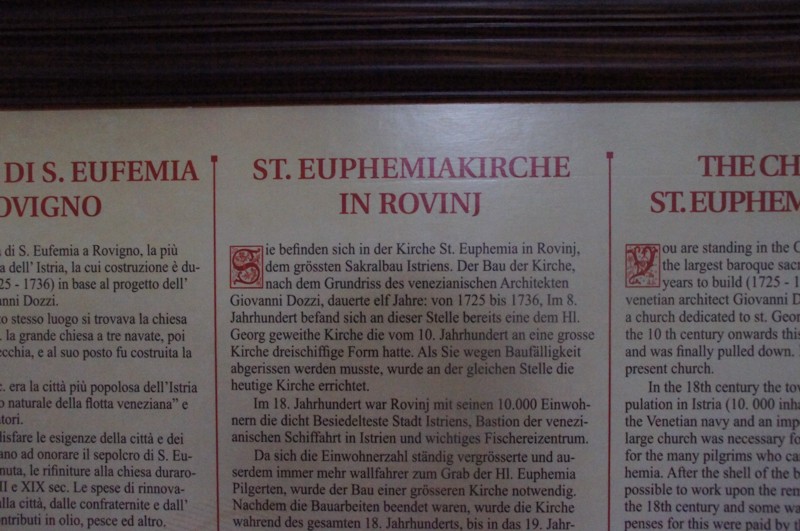 DI S. EUFEMIA
OVIGNO
di S. Eufemia a Rovigno, la più
a dell' Istria, la cui costruzione è du-
25 - 1736) in base al progetto dell'
anni Dozzi.
o stesso luogo si trovava la chiesa
la grande chiesa a tre navate, poi
ecchia, e al suo posto fu costruita la
c. era la città più popolosa dell'Istria
o naturale della flotta veneziana” e
atori.
disfare le esigenze della città e dei
ano ad onorare il sepolcro di S. Eu-
nuta, le rifiniture alla chiesa duraro-
II e XIX sec. Le spese di rinnova-
alla città, dalle confraternite e dall'
ontributi in olio, pesce ed altro.
ST. EUPHEMIAKIRCHE
IN ROVINJ
Sie befinden sich in der Kirche St. Euphemia in Rovinj,
dem grössten Sakralbau Istriens. Der Bau der Kirche,
nach dem Grundriss des venezianischen Architekten
Giovanni Dozzi, dauerte elf Jahre: von 1725 bis 1736, Im 8.
Jahrhundert befand sich an dieser Stelle bereits eine dem Hl.
Georg geweithe Kirche die vom 10. Jahrhundert an eine grosse
Kirche dreischiffige Form hatte. Als Sie wegen Baufälligkeit
abgerissen werden musste, wurde an der gleichen Stelle die
heutige Kirche errichtet.
Im 18. Jahrhundert war Rovinj mit seinen 10.000 Einwoh-
nern die dicht Besiedelteste Stadt Istriens, Bastion der venezi-
anischen Schiffahrt in Istrien und wichtiges Fischereizentrum.
Da sich die Einwohnerzahl ständig vergrösserte und au-
serdem immer mehr wallfahrer zum Grab der Hl. Euphemia
Pilgerten, wurde der Bau einer grösseren Kirche notwendig.
Nachdem die Bauarbeiten beendet waren, wurde die Kirche
während des gesamten 18. Jahrhunderts, bis in das 19. Jahr-
THE CH
ST. EUPHEM
You are standing in the C
the largest baroque sac
years to build (1725 - 1
venetian architect Giovanni D
a church dedicated to st. Geor
the 10 th century onwards this
and was finally pulled down.
present church.
In the 18th century the tow
pulation in Istria (10. 000 inha
the Venetian navy and an imp
large church was necessary fo
for the many pilgrims who ca
hemia. After the shell of the b
possible to work upon the ren
the 18th century and some wa
penses for this were paid by